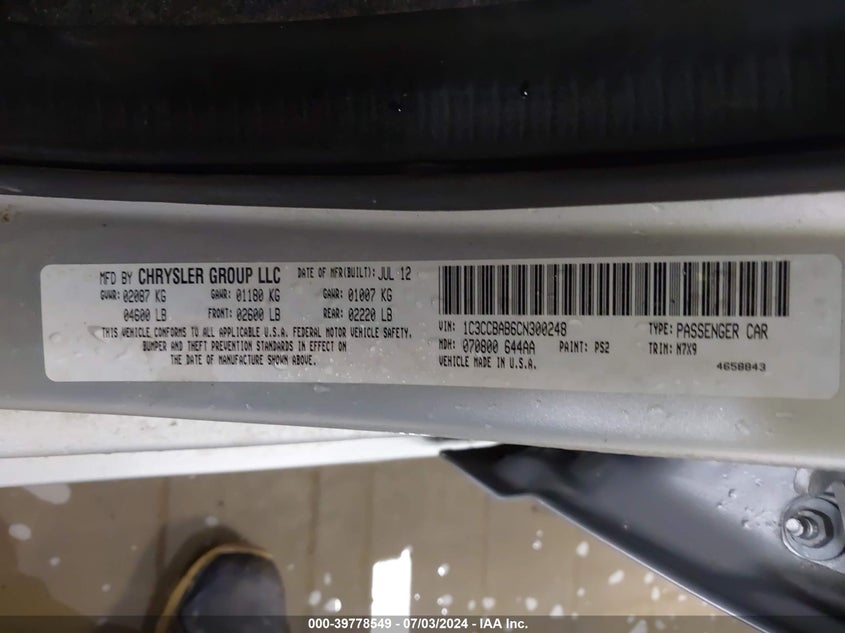 MFD BY CHRYSLER GROUP LLC DATE OF MFR(BUILT): JUL 12
GVWR: 02087 KG GAWR: 01180 KG GAWR: 01007 KG
04600 LB FRONT: 02600 LB REAR: 02220 LB
THIS VEHICLE CONFORMS TO ALL APPLICABLE U.S.A. FEDERAL MOTOR VEHICLE SAFETY,
BUMPER AND THEFT PREVENTION STANDARDS IN EFFECT ON
THE DATE OF MANUFACTURE SHOWN ABOVE.
VIN: 1C3CCBAB6CN300248 TYPE: PASSENGER CAR
MDH: 070800 644AA PAINT: PS2 TRIM: N7X9
VEHICLE MADE IN U.S.A. 4658843
000-39778549 - 07/03/2024 - IAA Inc.